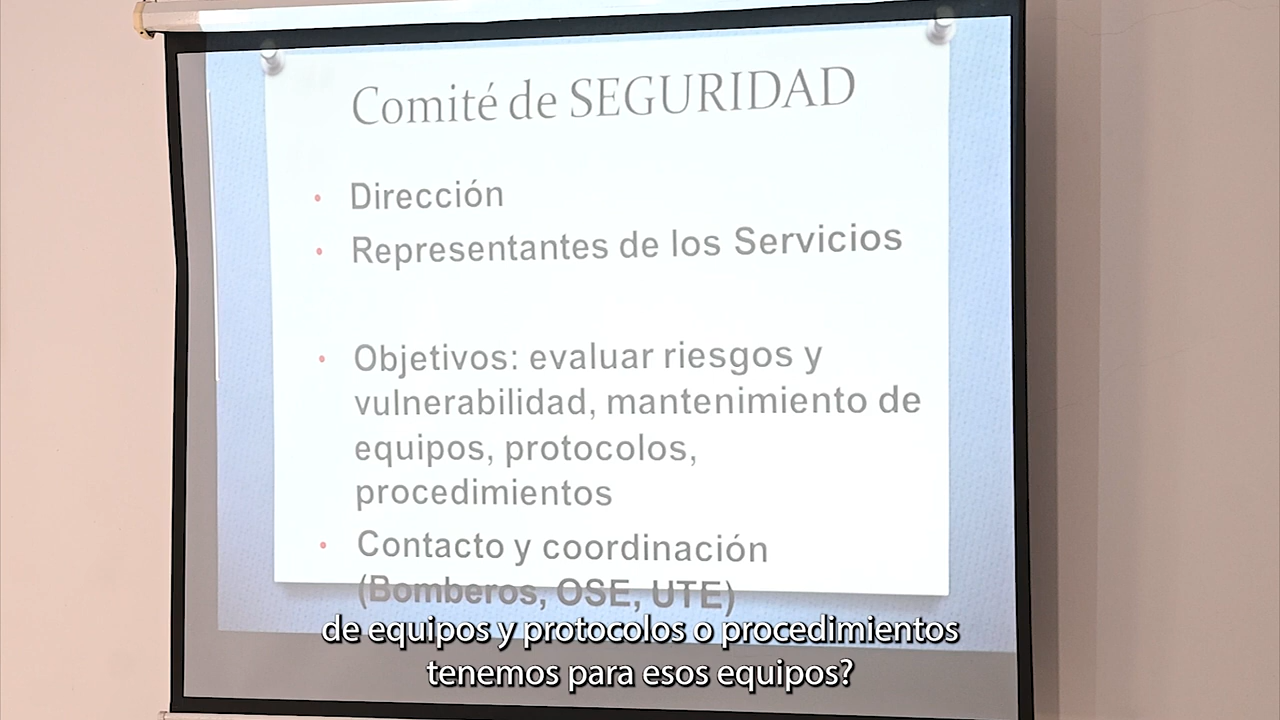 Comité de SEGURIDAD
• Dirección
• Representantes de los Servicios
• Objetivos: evaluar riesgos y
vulnerabilidad, mantenimiento de
equipos, protocolos,
procedimientos
• Contacto y coordinación
(Bomberos, OSE, UTE)
de equipos y protocolos o procedimientos
tenemos para esos equipos?